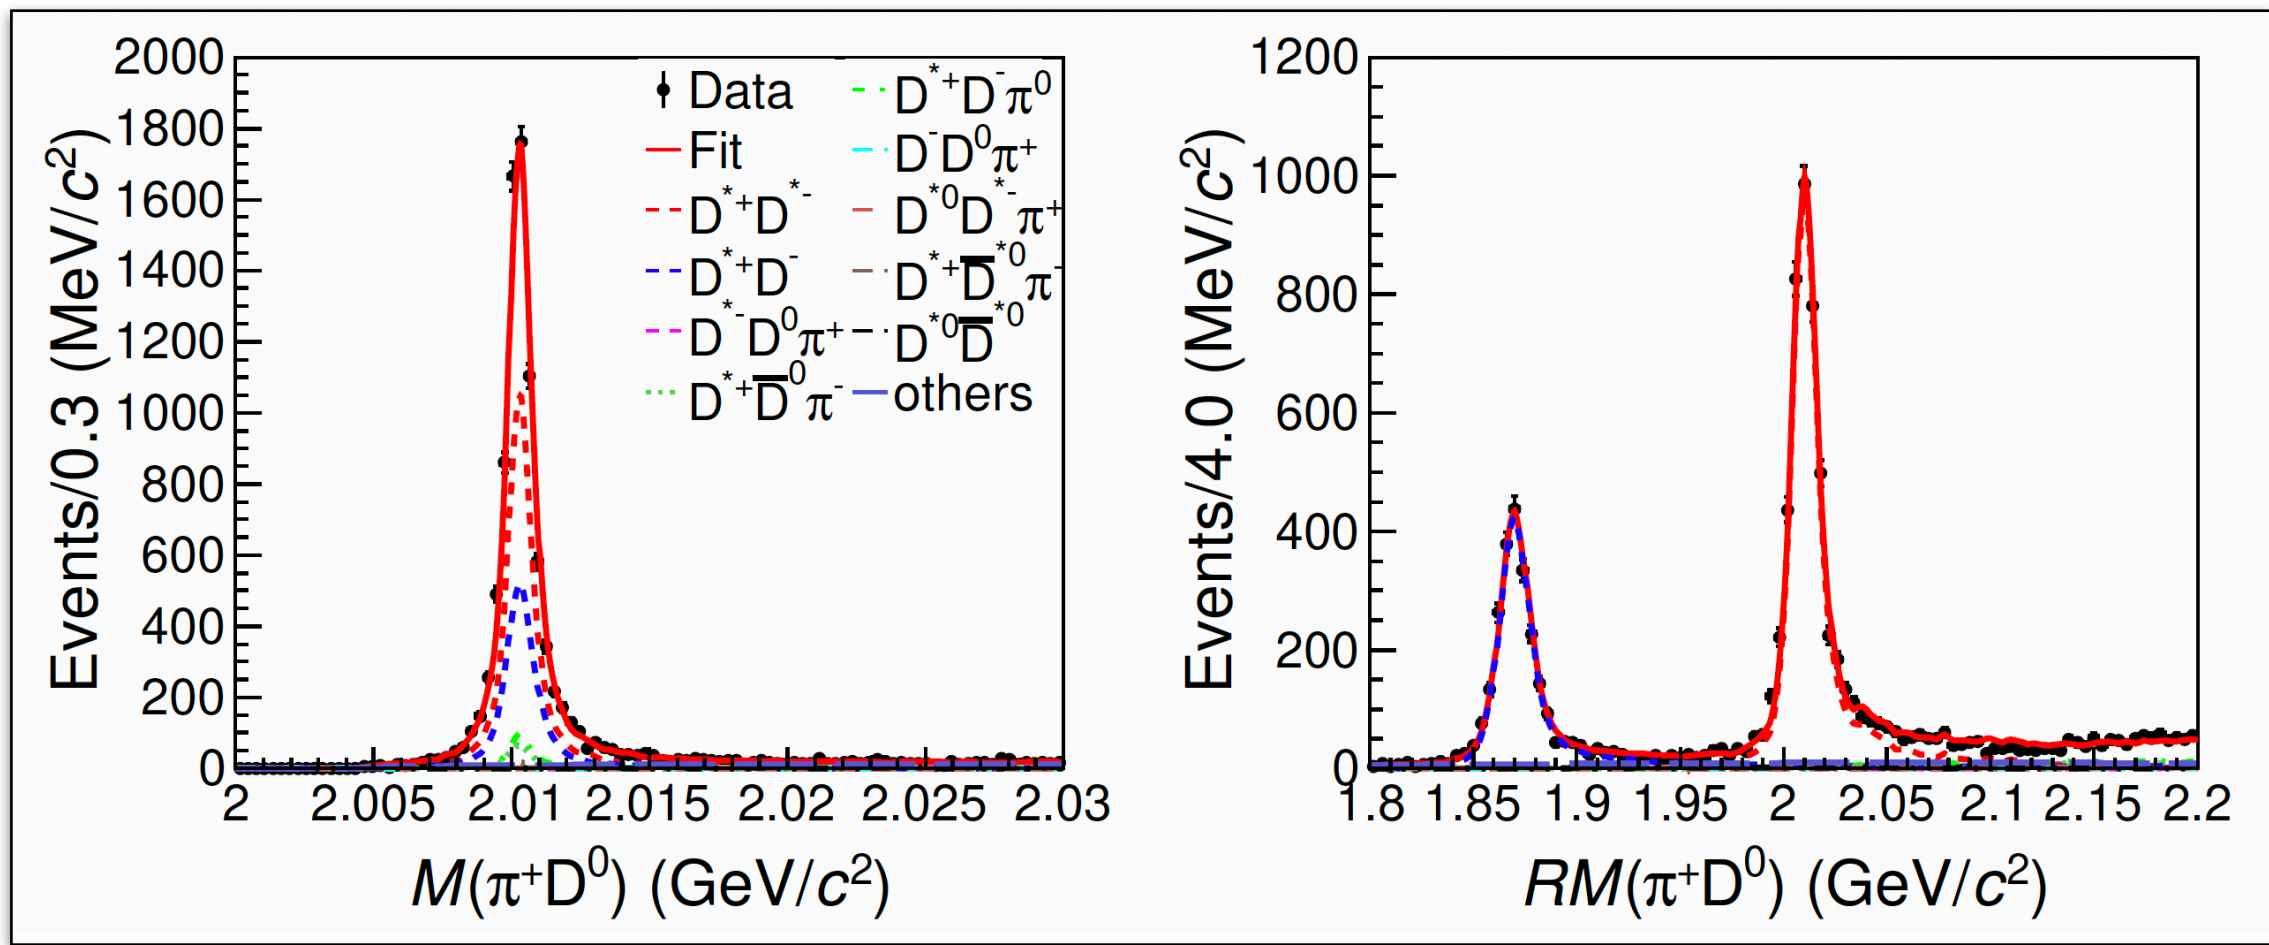 2000
1800
1600
1400
1200
1000
800
600
400
200
0
Events/0.3 (MeV/c²)
Data
Fit
D*+D*-
D*+D-
D*-D⁰π⁺
D*+D̅⁰π⁻
D*+D-π⁰
D-D⁰π⁺
D*⁰D*-π⁺
D*+D̅*⁰π⁻
D*⁰D̅*⁰
others
2 2.005 2.01 2.015 2.02 2.025 2.03
M(π⁺D⁰) (GeV/c²)
1200
1000
800
600
400
200
0
Events/4.0 (MeV/c²)
1.8 1.85 1.9 1.95 2 2.05 2.1 2.15 2.2
RM(π⁺D⁰) (GeV/c²)